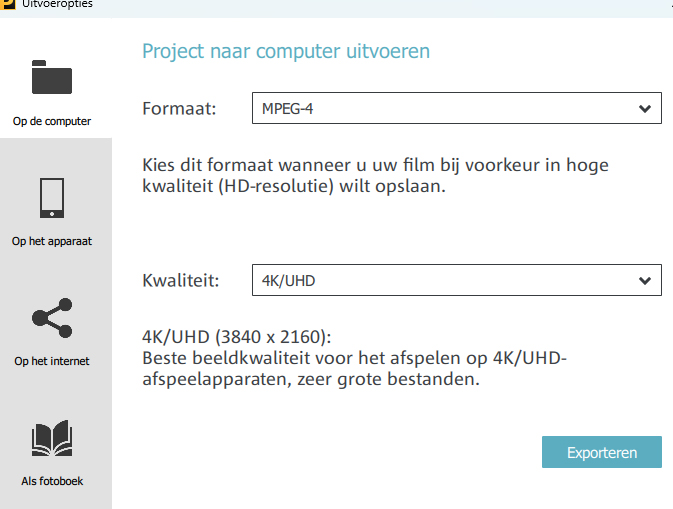 Uitvoeropties
Project naar computer uitvoeren
Op de computer
Formaat: MPEG-4
Kies dit formaat wanneer u uw film bij voorkeur in hoge
kwaliteit (HD-resolutie) wilt opslaan.
Op het apparaat
Kwaliteit: 4K/UHD
4K/UHD (3840 x 2160):
Beste beeldkwaliteit voor het afspelen op 4K/UHD-
afspeelapparaten, zeer grote bestanden.
Op het internet
Exporteren
Als fotoboek